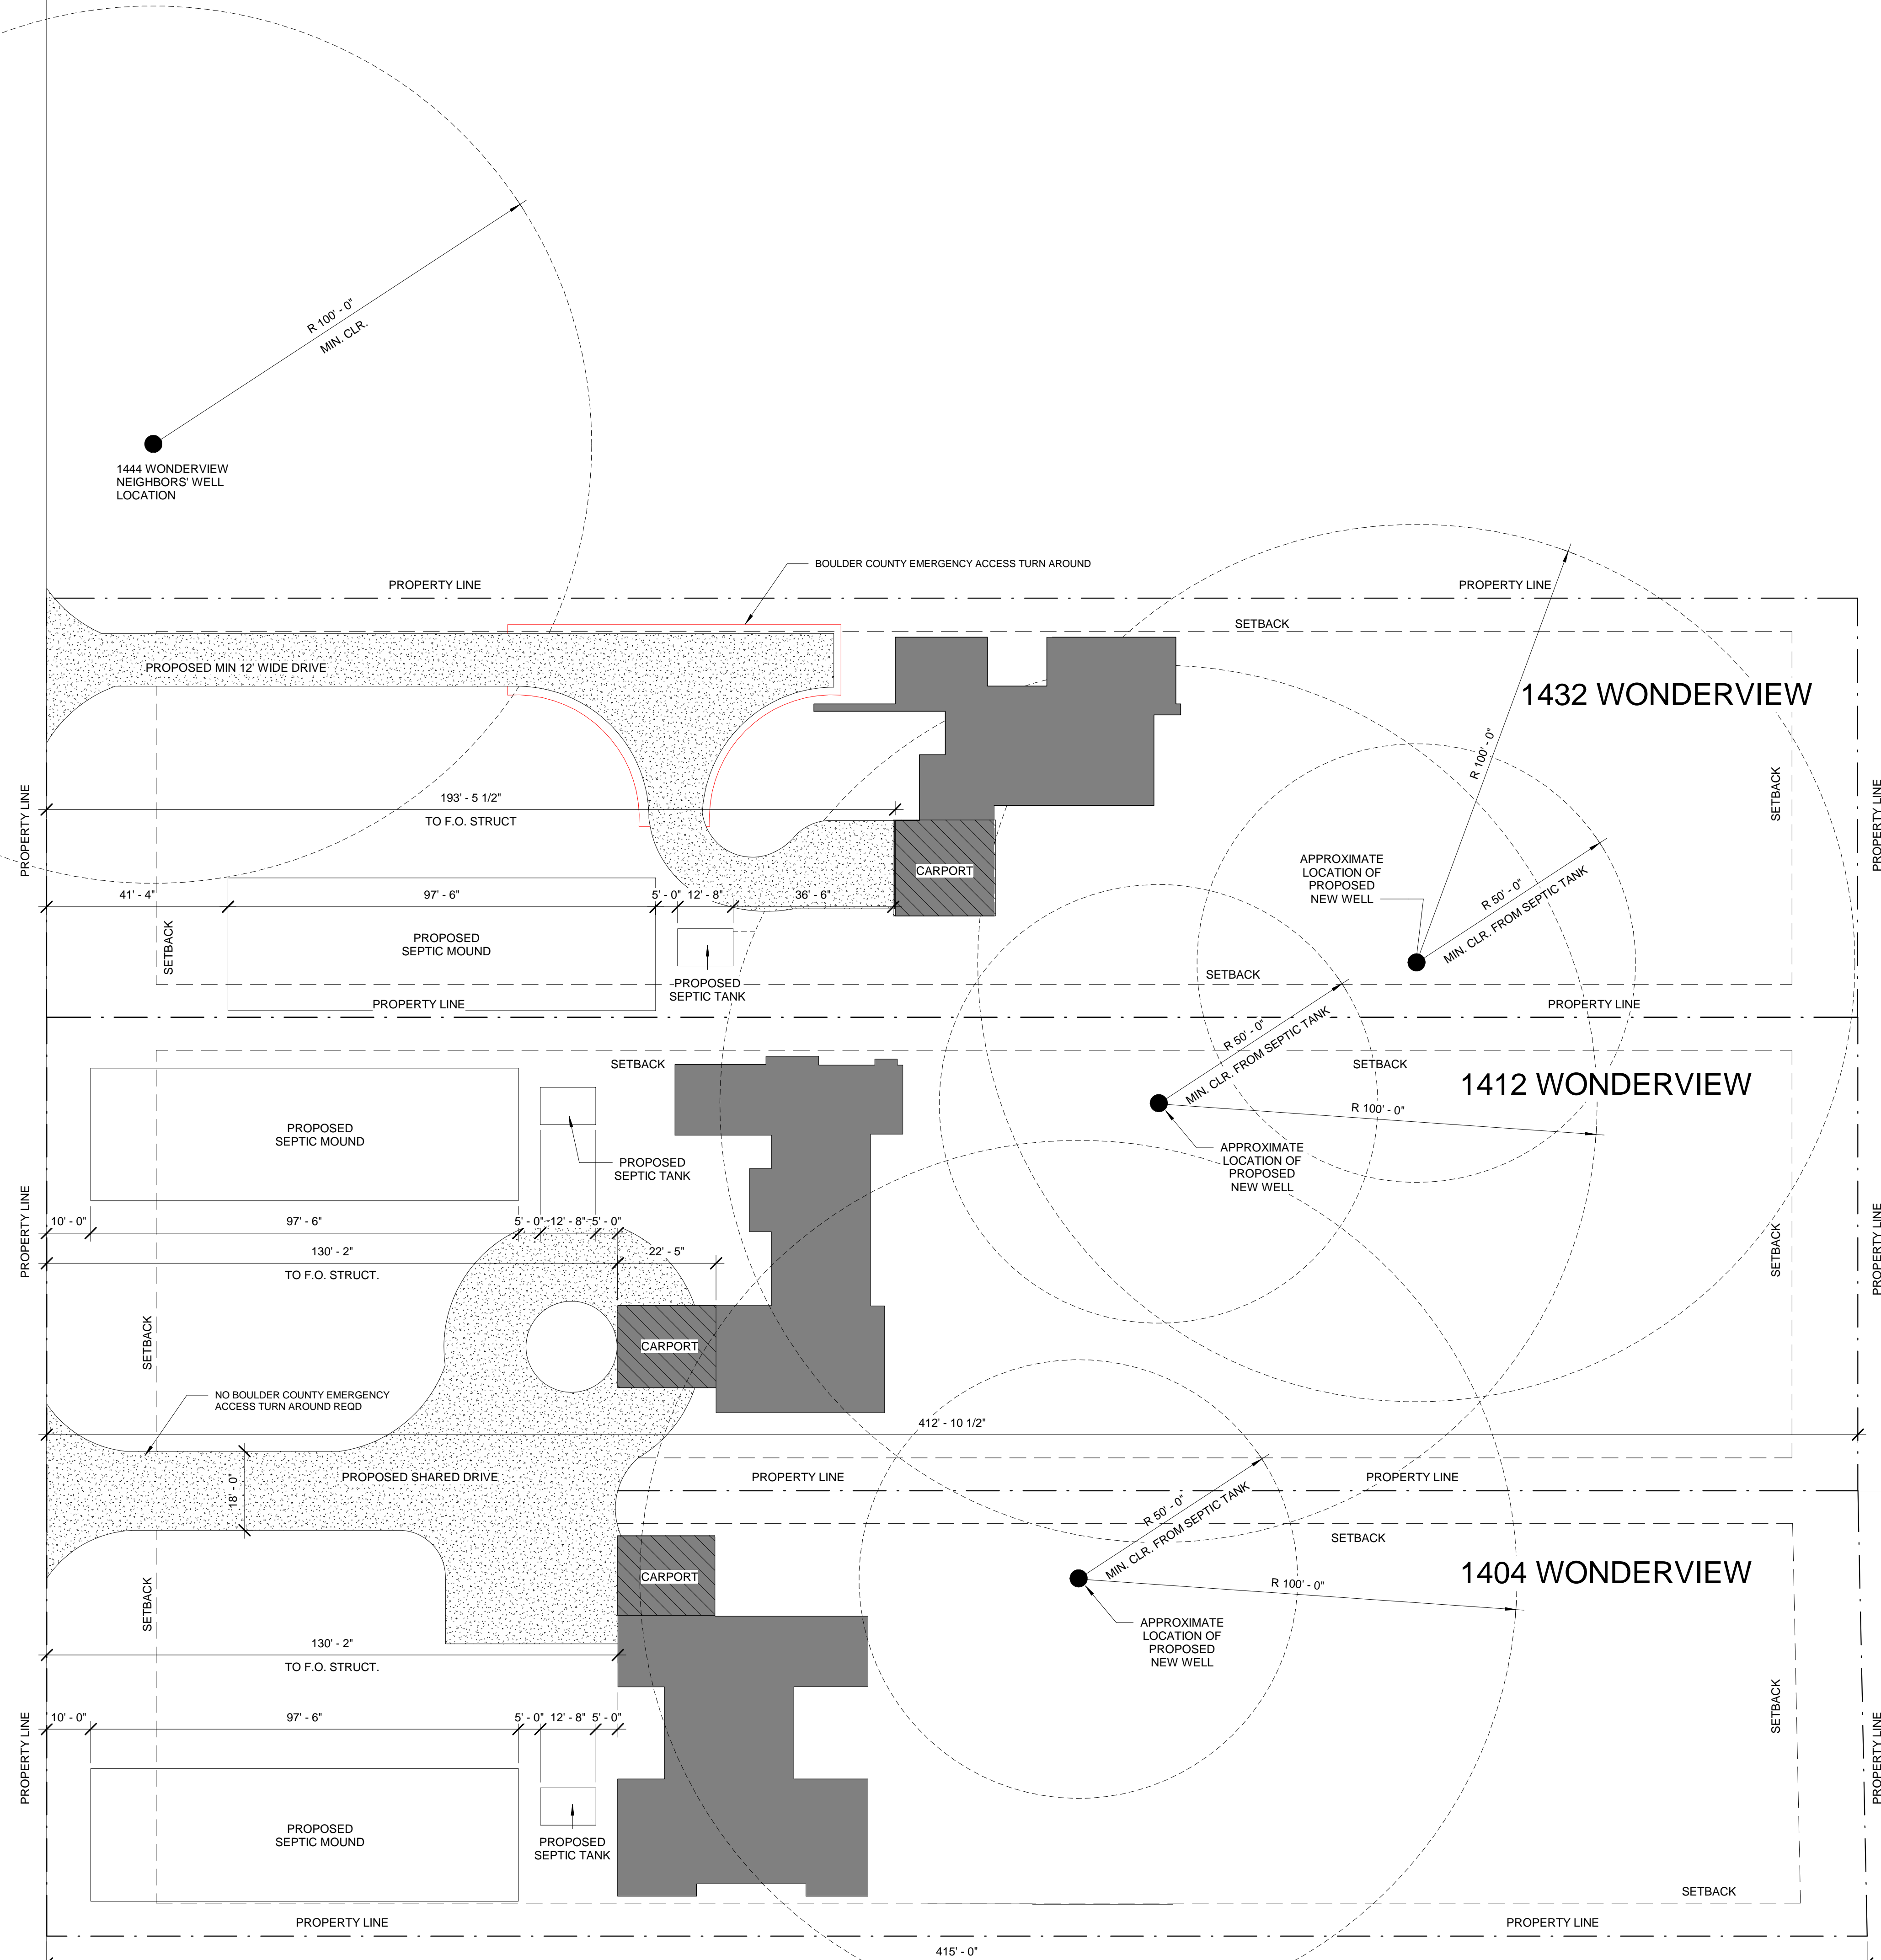 R 100' - 0"
MIN. CLR.
1444 WONDERVIEW
NEIGHBORS' WELL
LOCATION
BOULDER COUNTY EMERGENCY ACCESS TURN AROUND
PROPERTY LINE
PROPERTY LINE
SETBACK
PROPOSED MIN 12' WIDE DRIVE
1432 WONDERVIEW
R 100' - 0"
PROPERTY LINE
193' - 5 1/2"
TO F.O. STRUCT
SETBACK
PROPERTY LINE
CARPORT
APPROXIMATE
LOCATION OF
PROPOSED
NEW WELL
R 50' - 0"
MIN. CLR. FROM SEPTIC TANK
41' - 4"
97' - 6"
5' - 0"
12' - 8"
36' - 6"
SETBACK
PROPOSED
SEPTIC MOUND
PROPOSED
SEPTIC TANK
SETBACK
PROPERTY LINE
PROPERTY LINE
R 50' - 0"
MIN. CLR. FROM SEPTIC TANK
SETBACK
SETBACK
1412 WONDERVIEW
R 100' - 0"
PROPOSED
SEPTIC MOUND
PROPOSED
SEPTIC TANK
APPROXIMATE
LOCATION OF
PROPOSED
NEW WELL
PROPERTY LINE
10' - 0"
97' - 6"
5' - 0"
12' - 8"
5' - 0"
130' - 2"
22' - 5"
TO F.O. STRUCT.
SETBACK
PROPERTY LINE
SETBACK
CARPORT
NO BOULDER COUNTY EMERGENCY
ACCESS TURN AROUND REQD
412' - 10 1/2"
18' - 0"
PROPOSED SHARED DRIVE
PROPERTY LINE
PROPERTY LINE
R 50' - 0"
MIN. CLR. FROM SEPTIC TANK
SETBACK
1404 WONDERVIEW
CARPORT
R 100' - 0"
SETBACK
APPROXIMATE
LOCATION OF
PROPOSED
NEW WELL
130' - 2"
TO F.O. STRUCT.
SETBACK
PROPERTY LINE
10' - 0"
97' - 6"
5' - 0"
12' - 8"
5' - 0"
PROPERTY LINE
PROPOSED
SEPTIC MOUND
PROPOSED
SEPTIC TANK
SETBACK
PROPERTY LINE
PROPERTY LINE
415' - 0"